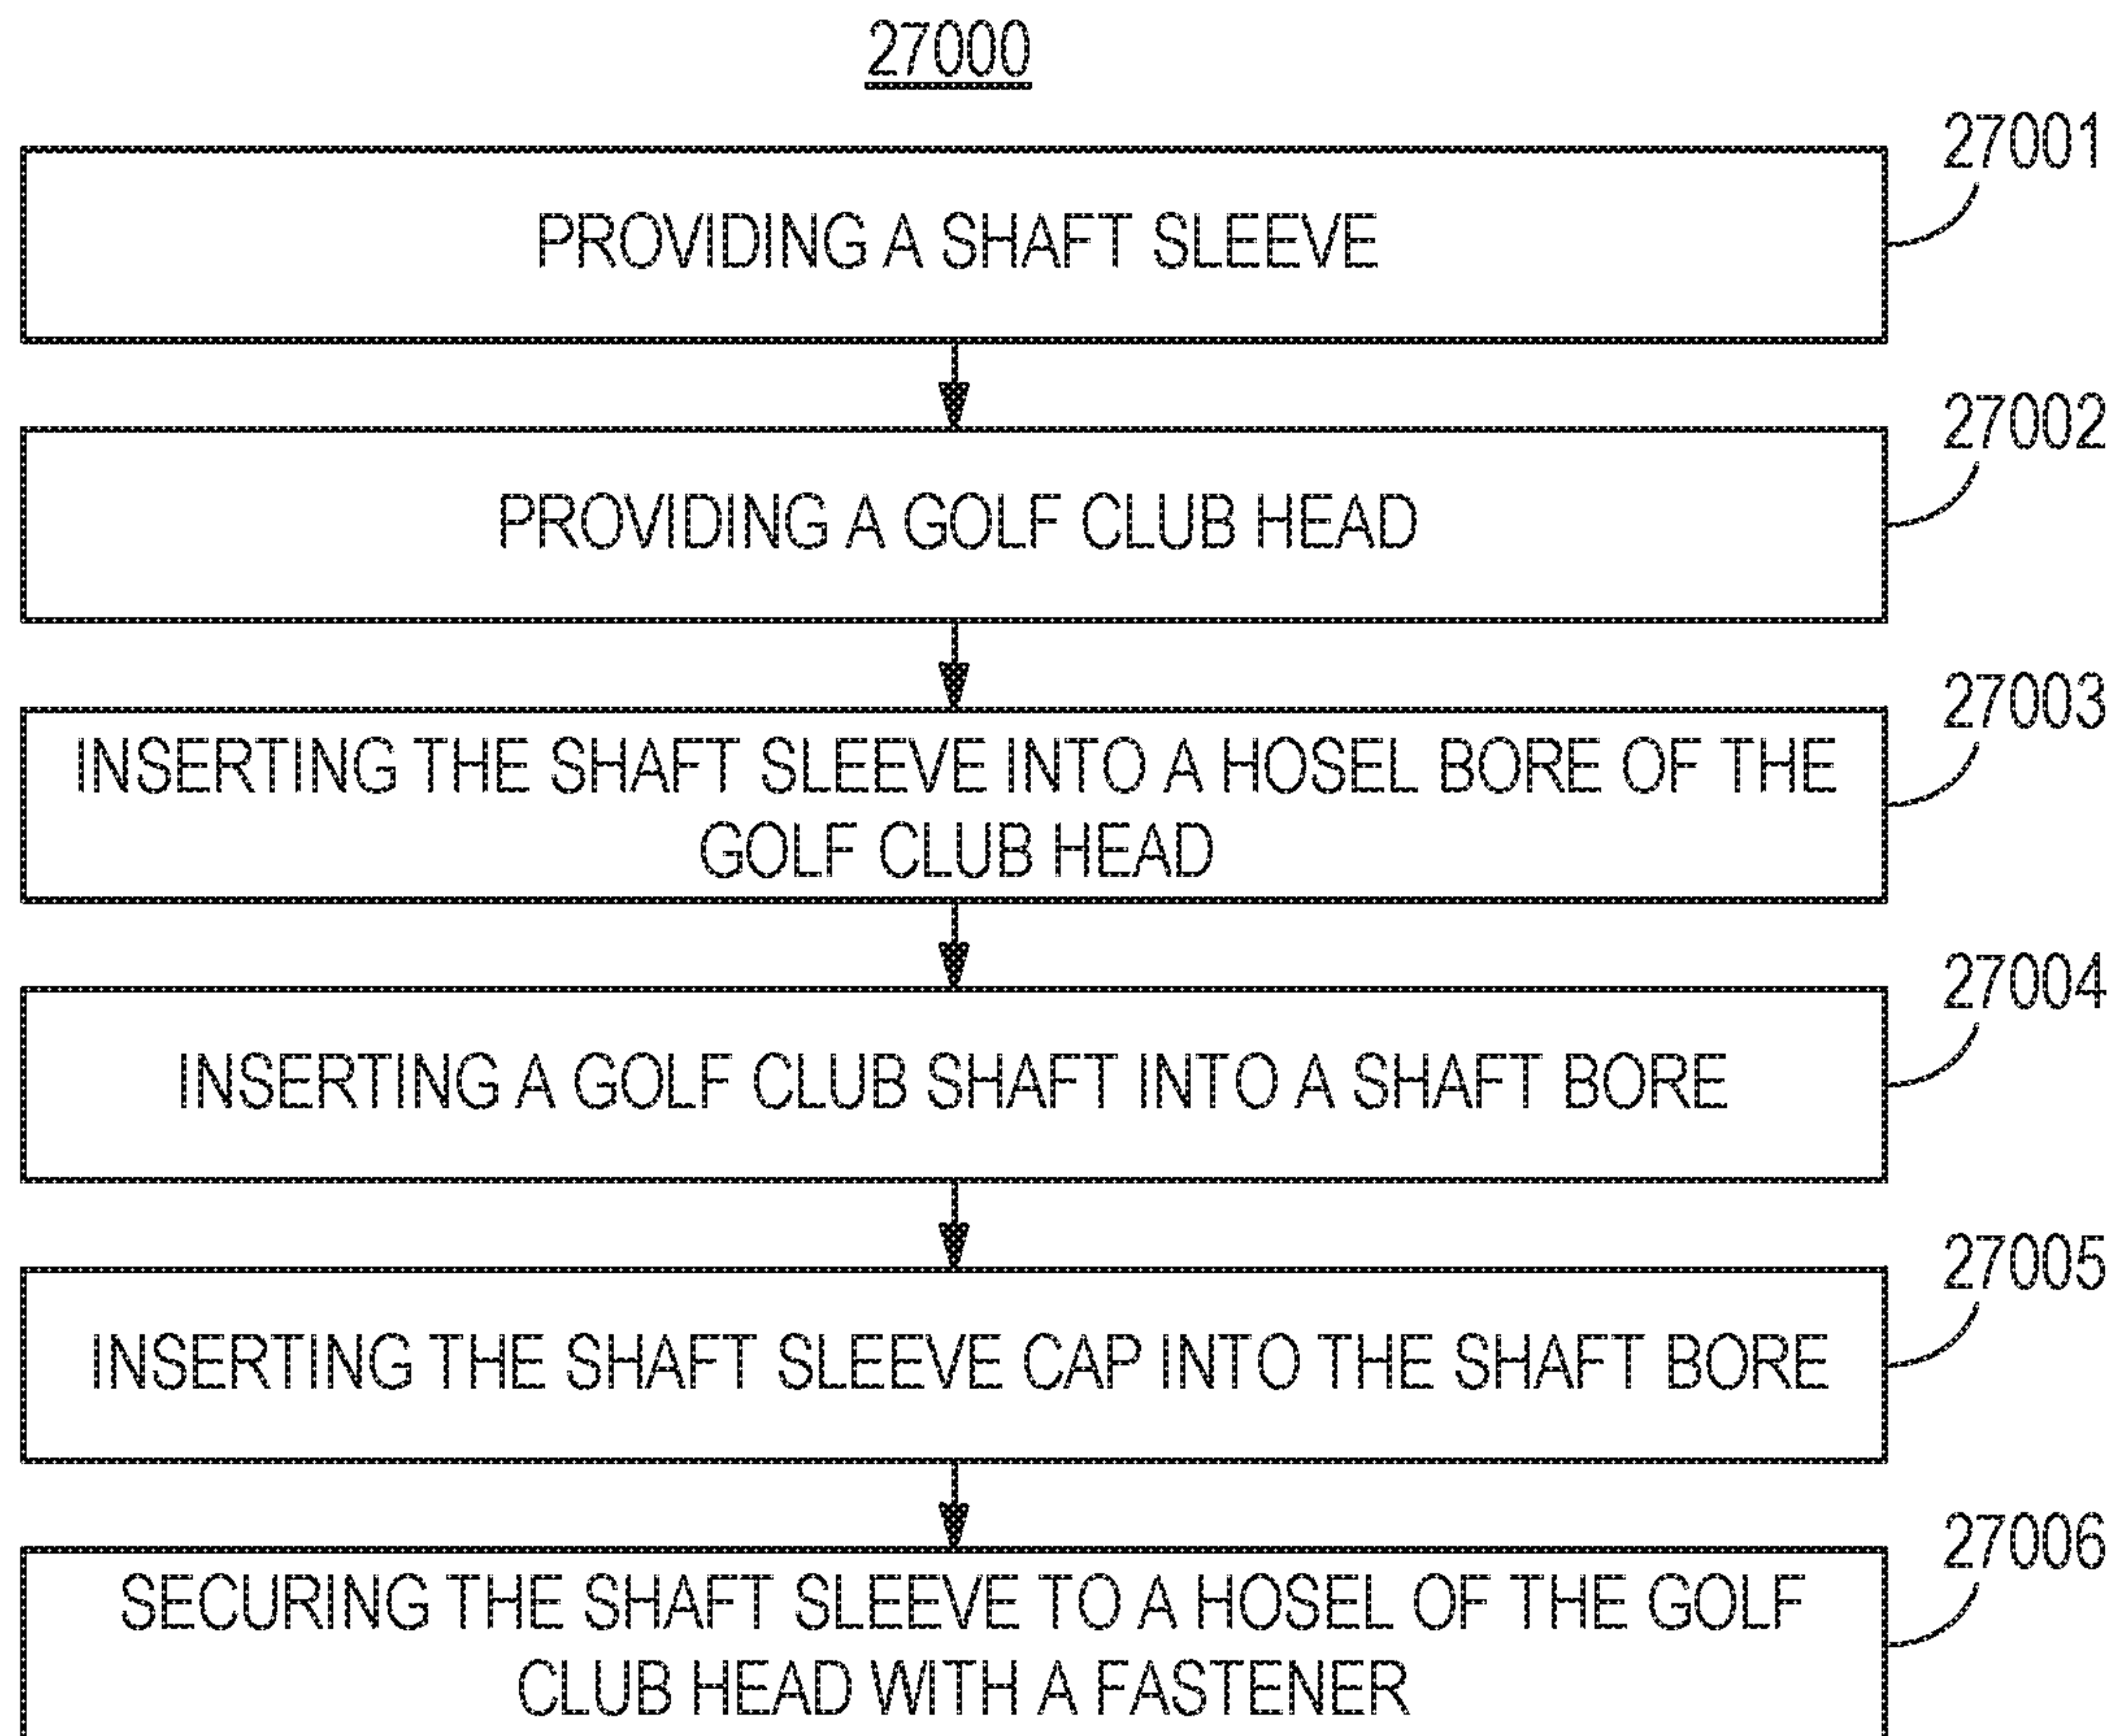 27000
27001
PROVIDING A SHAFT SLEEVE
27002
PROVIDING A GOLF CLUB HEAD
27003
INSERTING THE SHAFT SLEEVE INTO A HOSEL BORE OF THE
GOLF CLUB HEAD
27004
INSERTING A GOLF CLUB SHAFT INTO A SHAFT BORE
27005
INSERTING THE SHAFT SLEEVE CAP INTO THE SHAFT BORE
27006
SECURING THE SHAFT SLEEVE TO A HOSEL OF THE GOLF
CLUB HEAD WITH A FASTENER